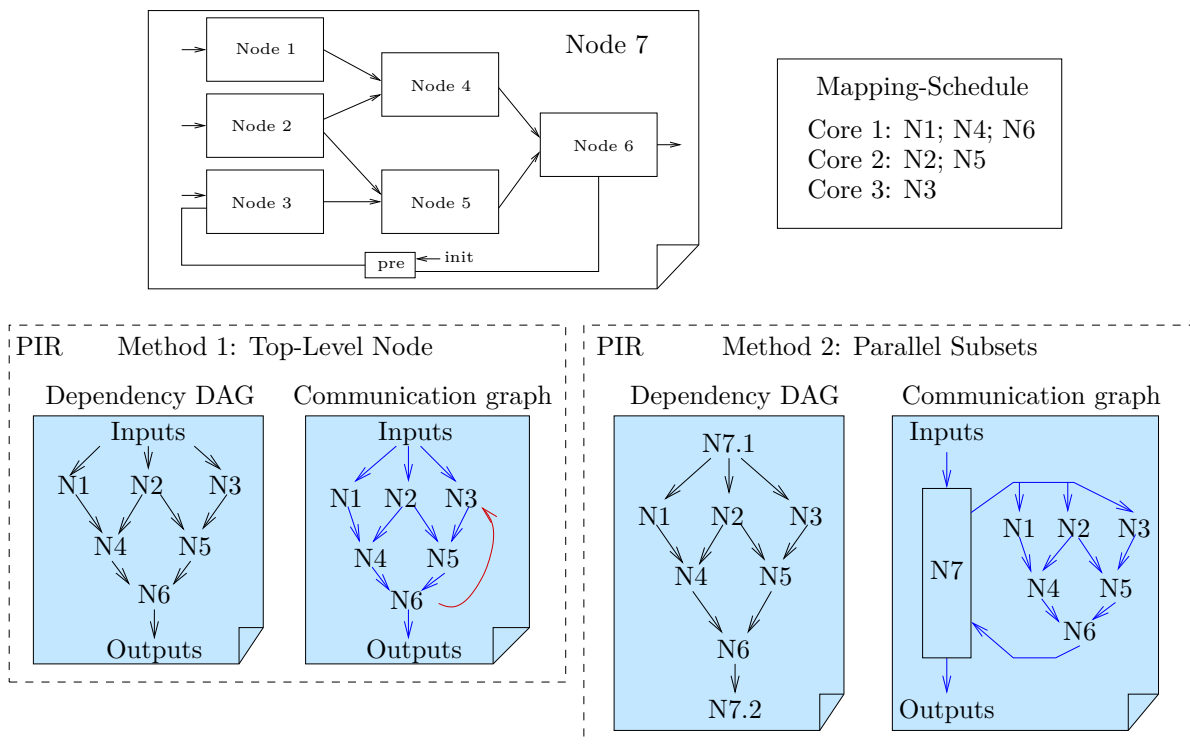 Node 7
Node 1
Node 4
Node 2
Node 6
Node 3
Node 5
pre
init
Mapping-Schedule
Core 1: N1; N4; N6
Core 2: N2; N5
Core 3: N3
PIR
Method 1: Top-Level Node
Dependency DAG
Inputs
N1
N2
N3
N4
N5
N6
Outputs
Communication graph
Inputs
N1
N2
N3
N4
N5
N6
Outputs
PIR
Method 2: Parallel Subsets
Dependency DAG
N7.1
N1
N2
N3
N4
N5
N6
N7.2
Communication graph
Inputs
N7
N1
N2
N3
N4
N5
N6
Outputs